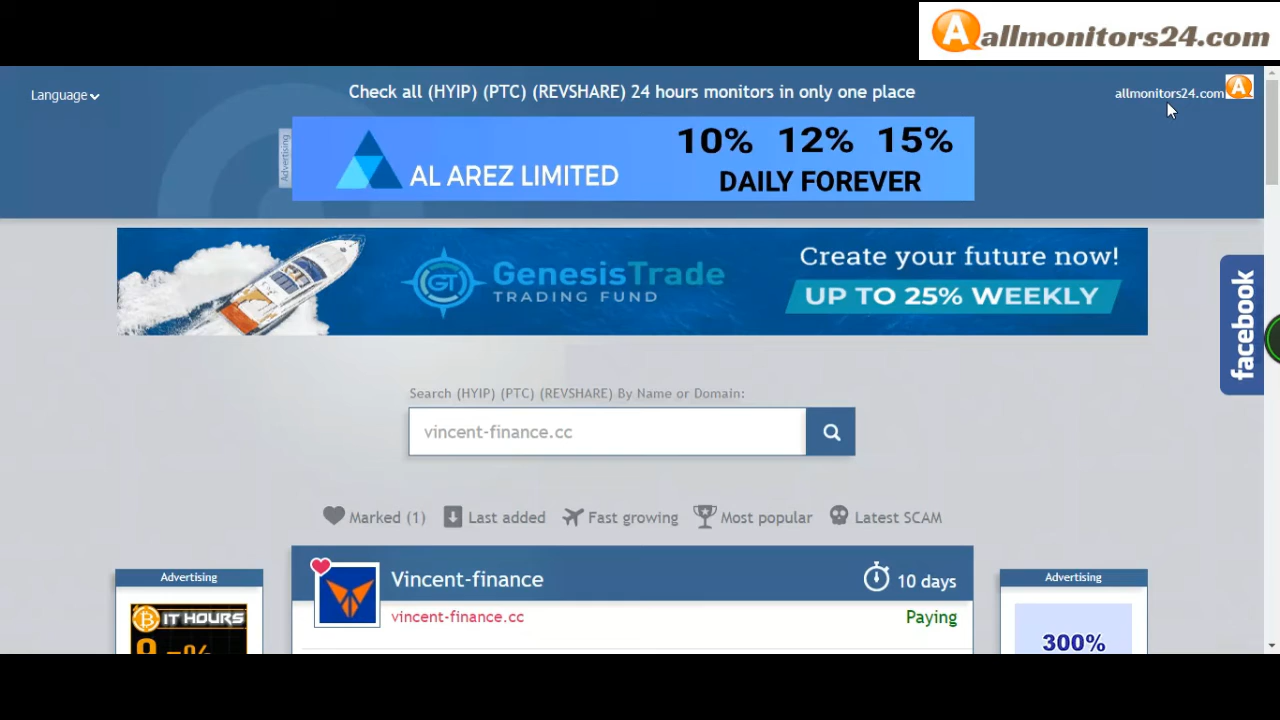 allmonitors24.com
Language
Check all (HYIP) (PTC) (REVSHARE) 24 hours monitors in only one place
allmonitors24.com
Advertising
AL AREZ LIMITED
10% 12% 15%
DAILY FOREVER
GT
GenesisTrade
TRADING FUND
Create your future now!
UP TO 25% WEEKLY
facebook
Search (HYIP) (PTC) (REVSHARE) By Name or Domain:
vincent-finance.cc
Marked (1) Last added Fast growing Most popular Latest SCAM
Advertising
IT HOURS
Vincent-finance
10 days
vincent-finance.cc
Paying
Advertising
300%